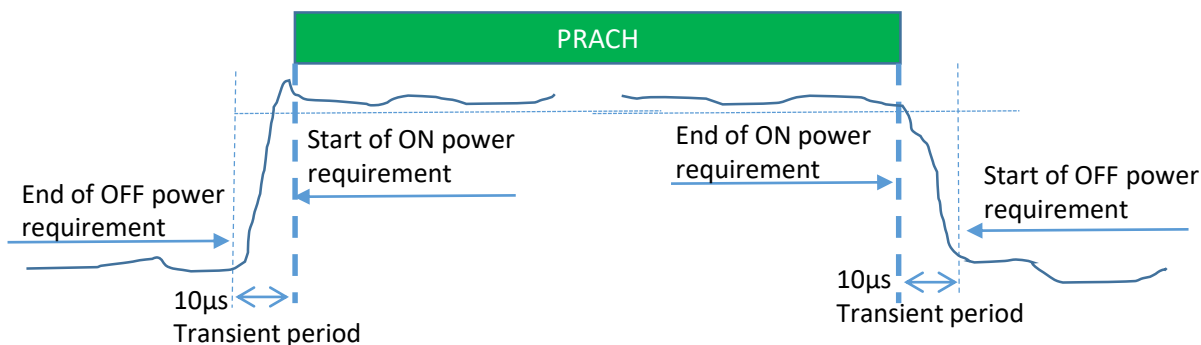 PRACH
Start of ON power
requirement
End of ON power
requirement
End of OFF power
requirement
Start of OFF power
requirement
10µs
Transient period
10µs
Transient period